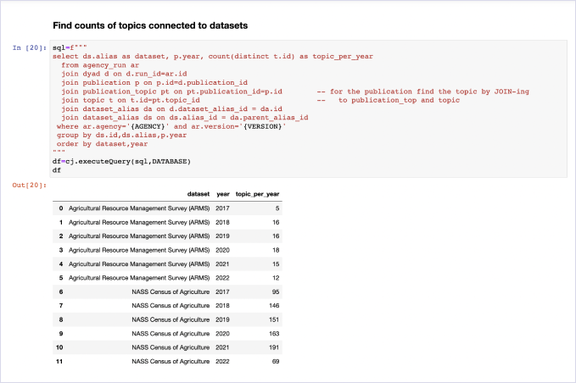 Find counts of topics connected to datasets
In [20]: sql=f"""
select ds.alias as dataset, p.year, count(distinct t.id) as topic_per_year
from agency_run ar
join dyad d on d.run_id=ar.id
join publication p on p.id=d.publication_id
join publication_topic pt on pt.publication_id=p.id -- for the publication find the topic by JOIN-ing
join topic t on t.id=pt.topic_id -- to publication_top and topic
join dataset_alias da on d.dataset_alias_id = da.id
join dataset_alias ds on ds.alias_id = da.parent_alias_id
where ar.agency='{AGENCY}' and ar.version='{VERSION}'
group by ds.id,ds.alias,p.year
order by dataset,year
"""
df=cj.executeQuery(sql,DATABASE)
df
Out[20]:
dataset year topic_per_year
0 Agricultural Resource Management Survey (ARMS) 2017 5
1 Agricultural Resource Management Survey (ARMS) 2018 16
2 Agricultural Resource Management Survey (ARMS) 2019 16
3 Agricultural Resource Management Survey (ARMS) 2020 18
4 Agricultural Resource Management Survey (ARMS) 2021 15
5 Agricultural Resource Management Survey (ARMS) 2022 12
6 NASS Census of Agriculture 2017 95
7 NASS Census of Agriculture 2018 146
8 NASS Census of Agriculture 2019 151
9 NASS Census of Agriculture 2020 163
10 NASS Census of Agriculture 2021 191
11 NASS Census of Agriculture 2022 69